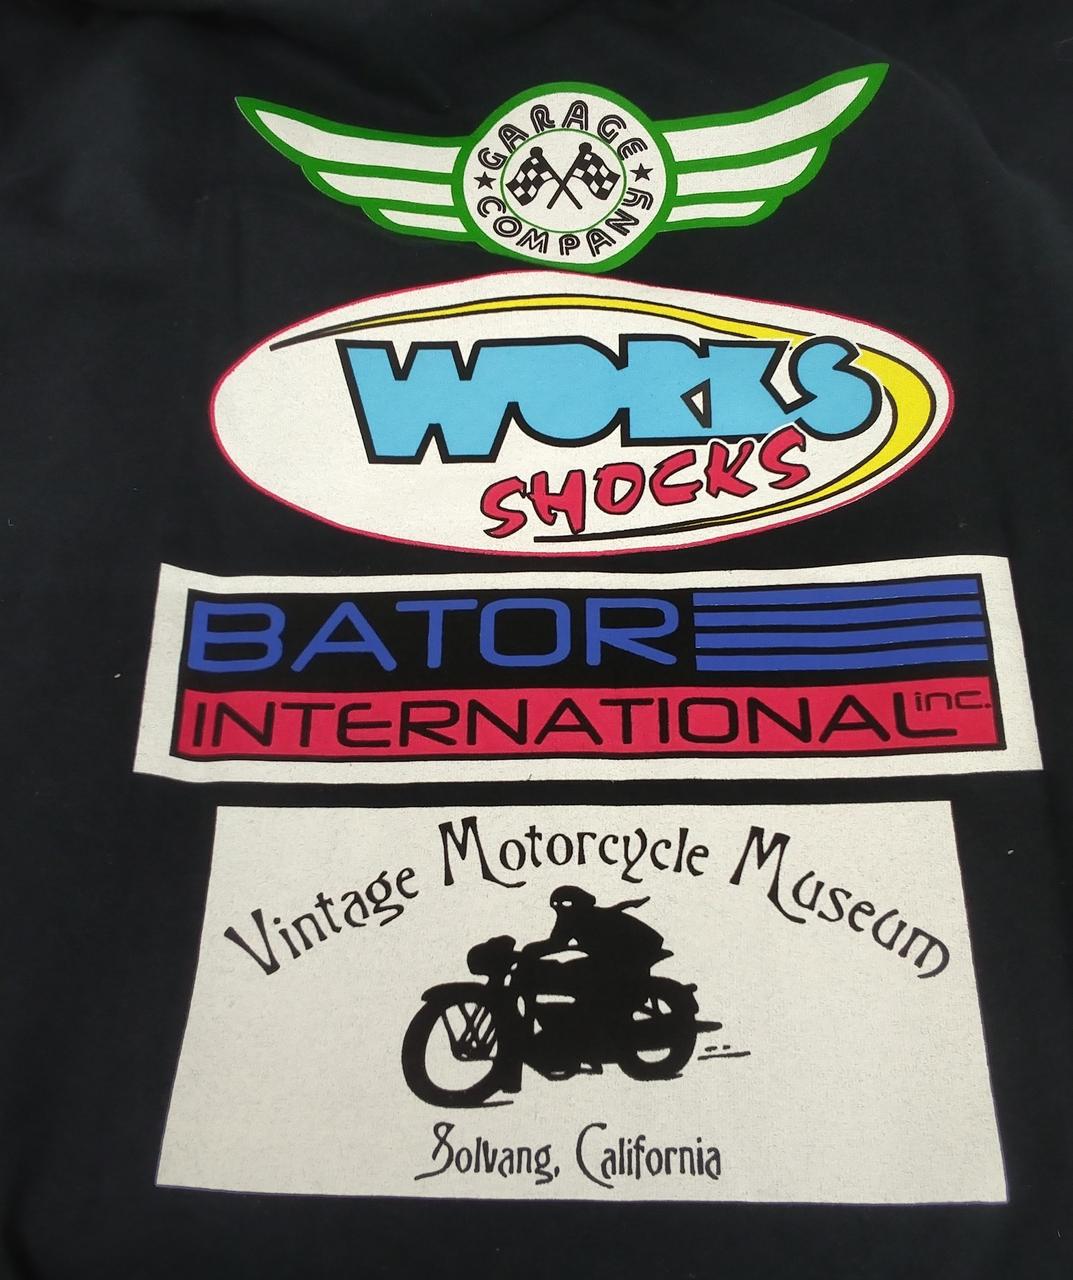 GARAGE
COMPANY
WORKS
SHOCKS
BATOR
INTERNATIONAL inc.
Vintage Motorcycle Museum
Solvang, California